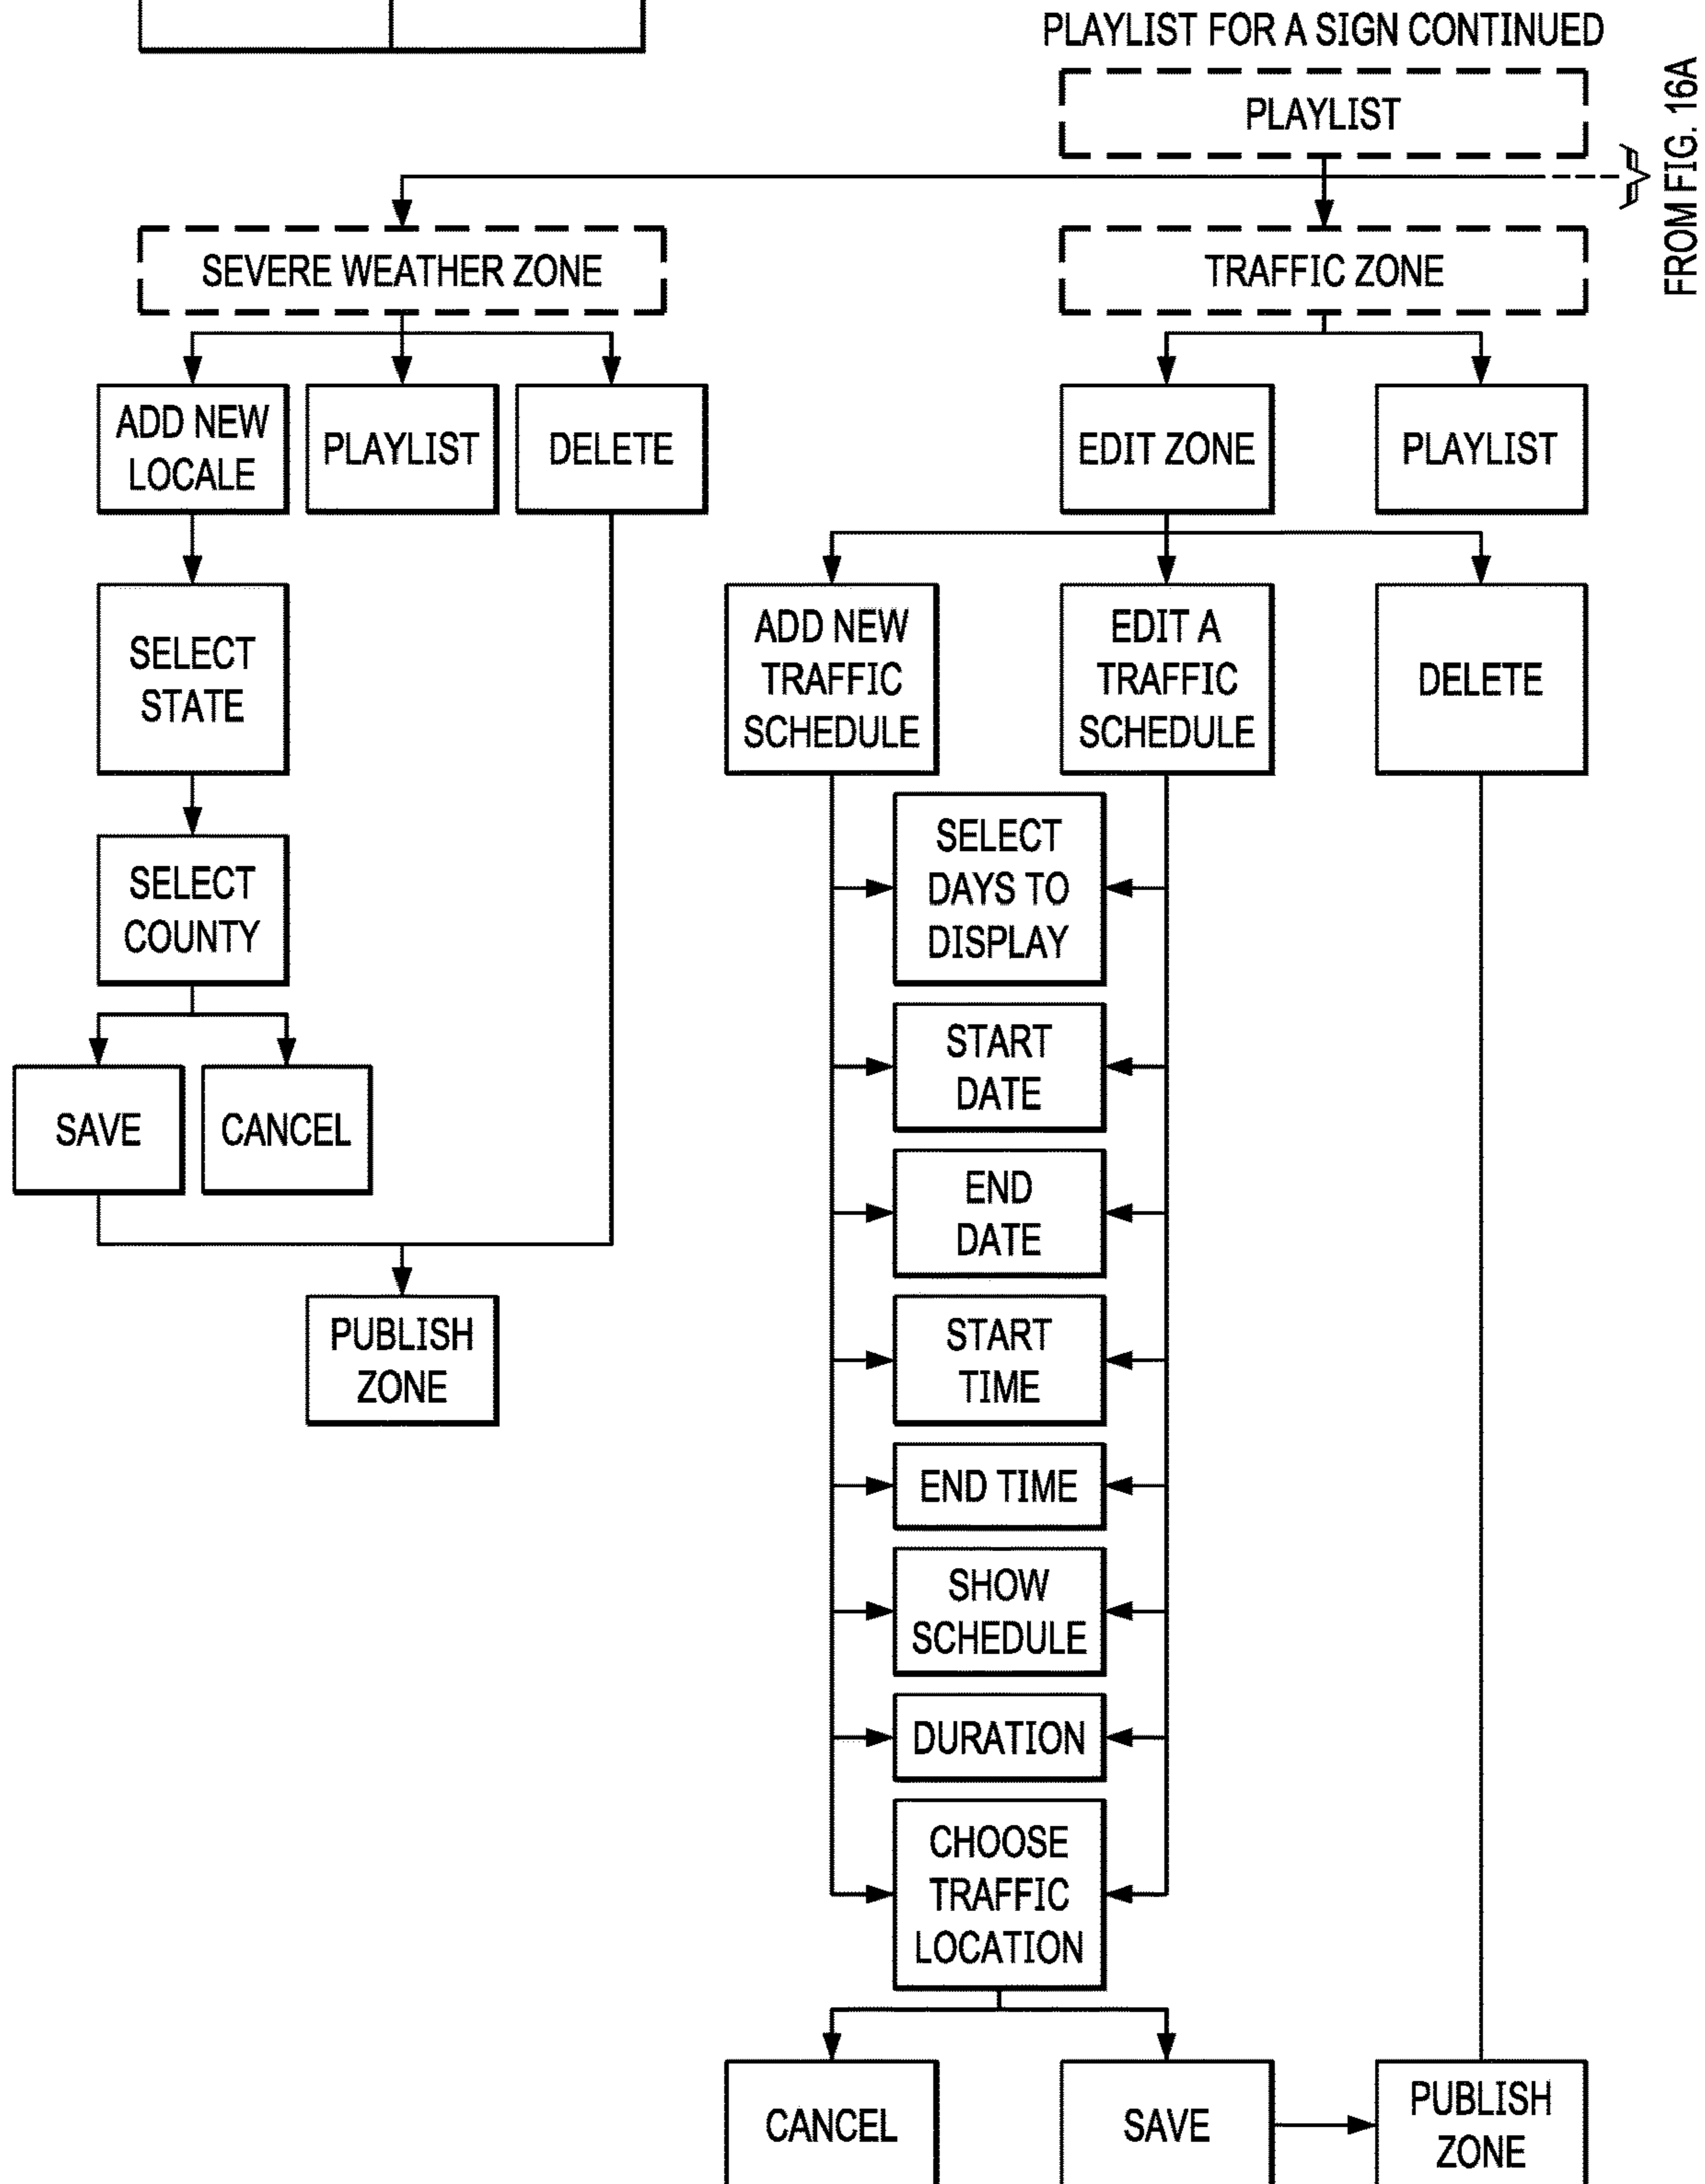 PLAYLIST FOR A SIGN CONTINUED
PLAYLIST
FROM FIG. 16A
SEVERE WEATHER ZONE
TRAFFIC ZONE
ADD NEW
LOCALE
PLAYLIST
DELETE
EDIT ZONE
PLAYLIST
SELECT
STATE
ADD NEW
TRAFFIC
SCHEDULE
EDIT A
TRAFFIC
SCHEDULE
DELETE
SELECT
COUNTY
SELECT
DAYS TO
DISPLAY
SAVE
CANCEL
START
DATE
END
DATE
PUBLISH
ZONE
START
TIME
END TIME
SHOW
SCHEDULE
DURATION
CHOOSE
TRAFFIC
LOCATION
CANCEL
SAVE
PUBLISH
ZONE